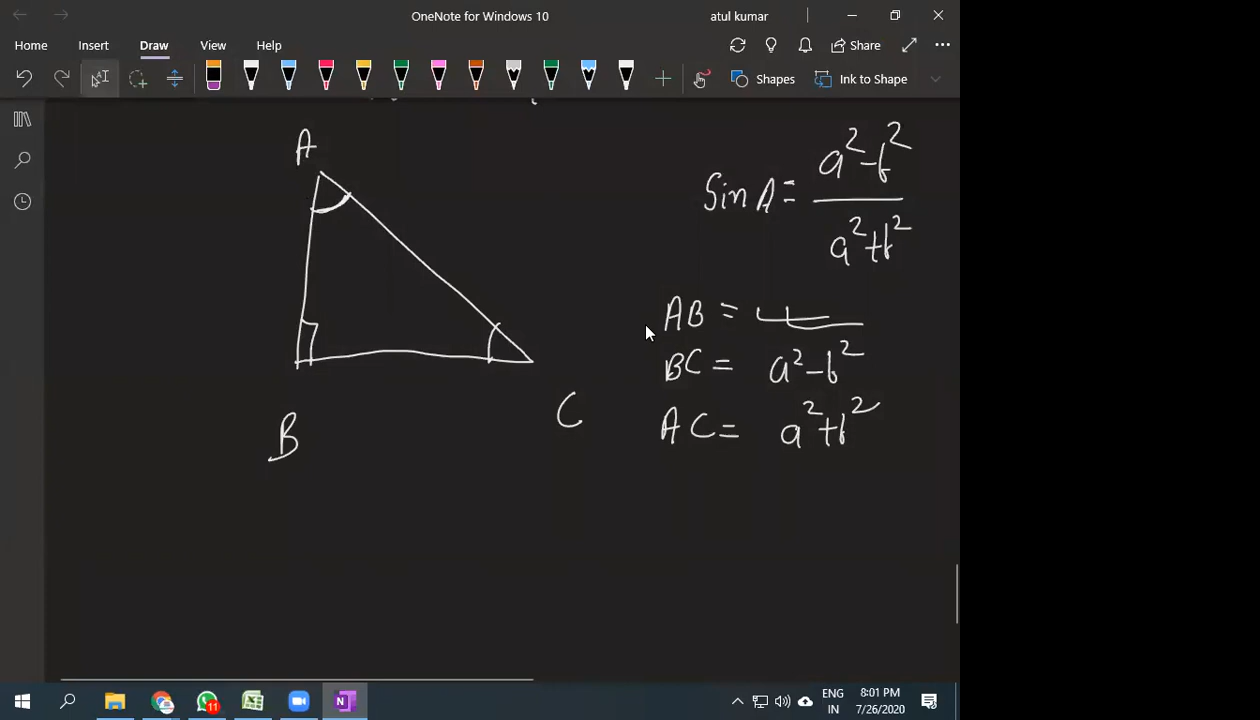 OneNote for Windows 10
atul kumar
Home Insert Draw View Help
Share
Shapes
Ink to Shape
A
Sin A = a²-b² / a²+b²
AB =
BC = a²-b²
AC = a²+b²
B
C
11
ENG
IN
8:01 PM
7/26/2020